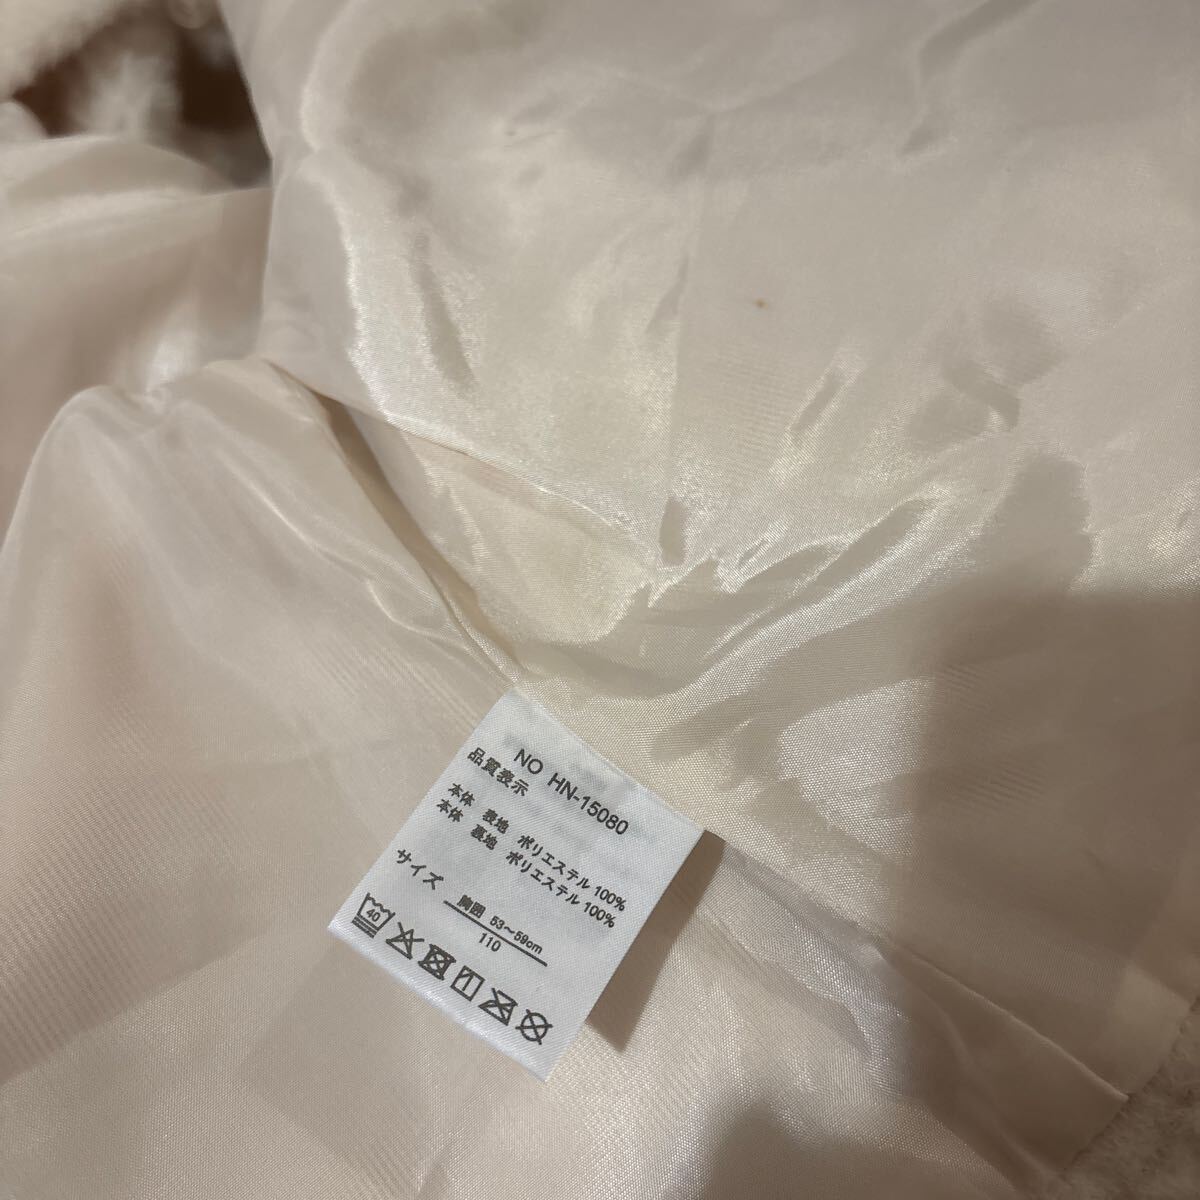 NO HN-15080
品質表示
本体 表地 ポリエステル 100%
本体 裏地 ポリエステル 100%
サイズ
胸囲 53～59cm
110
40